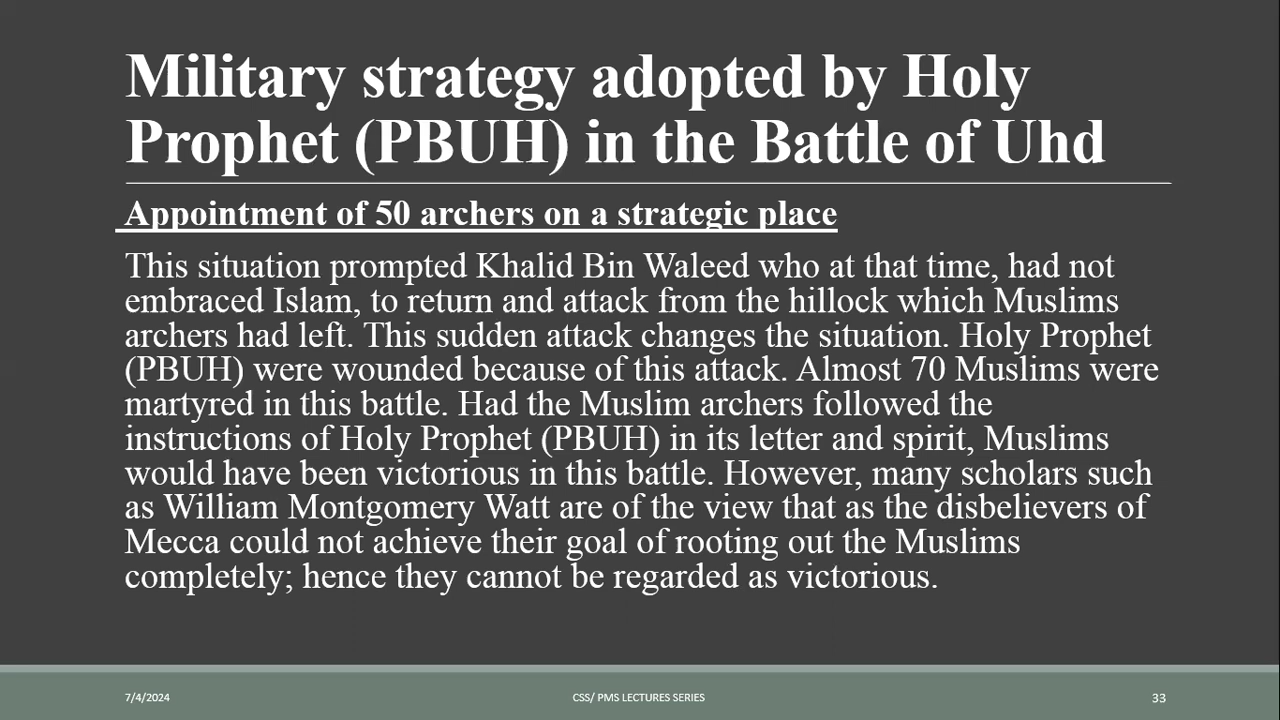 Military strategy adopted by Holy
Prophet (PBUH) in the Battle of Uhd
Appointment of 50 archers on a strategic place
This situation prompted Khalid Bin Waleed who at that time, had not
embraced Islam, to return and attack from the hillock which Muslims
archers had left. This sudden attack changes the situation. Holy Prophet
(PBUH) were wounded because of this attack. Almost 70 Muslims were
martyred in this battle. Had the Muslim archers followed the
instructions of Holy Prophet (PBUH) in its letter and spirit, Muslims
would have been victorious in this battle. However, many scholars such
as William Montgomery Watt are of the view that as the disbelievers of
Mecca could not achieve their goal of rooting out the Muslims
completely; hence they cannot be regarded as victorious.
7/4/2024 CSS/ PMS LECTURES SERIES 33